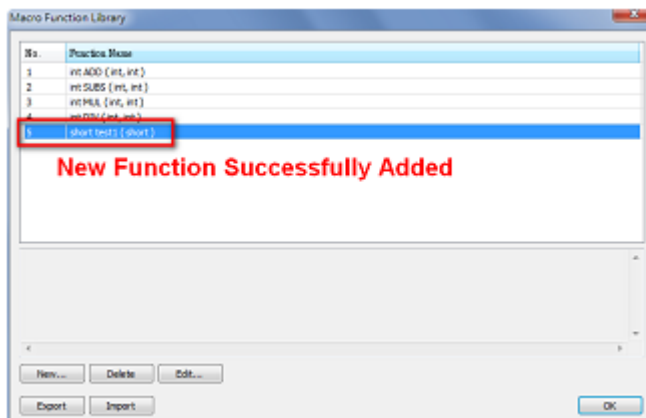 Macro Function Library
No. Function Name
1 int ADD ( int, int )
2 int SUBS ( int, int )
3 int MUL ( int, int )
4 int DIV ( int, int )
5 short test1 ( short )
New Function Successfully Added
New... Delete Edit...
Export Import OK